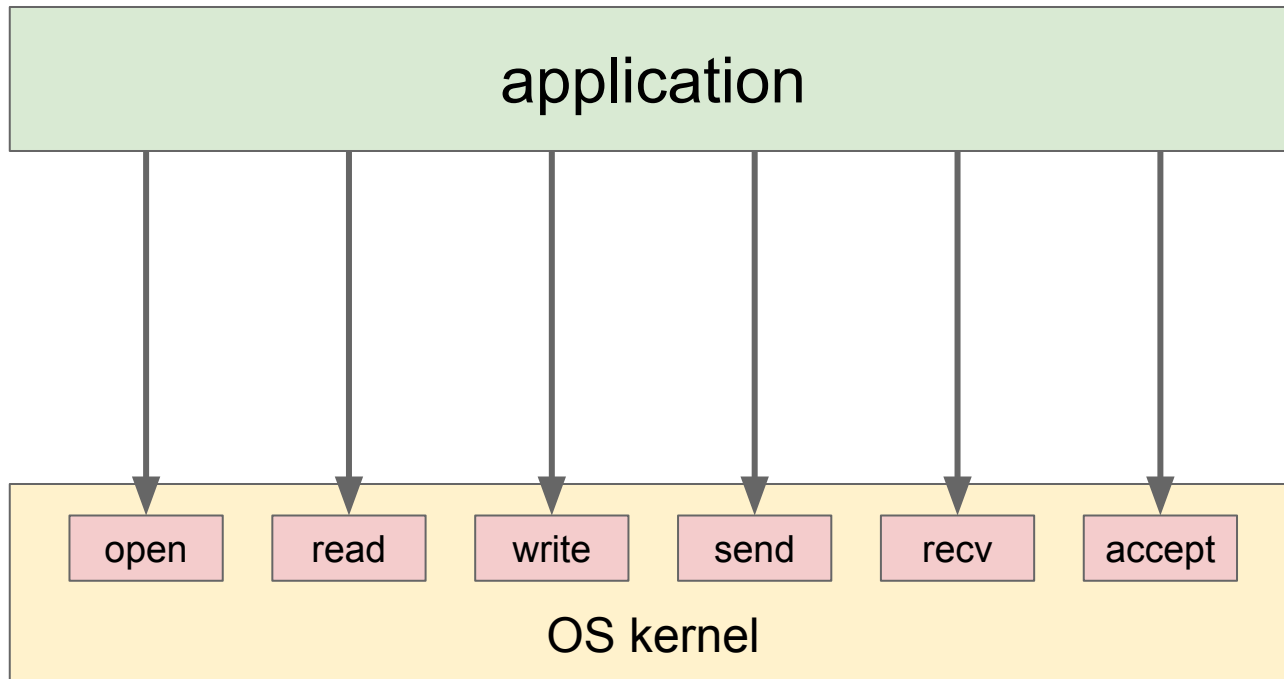 application
open read write send recv accept
OS kernel